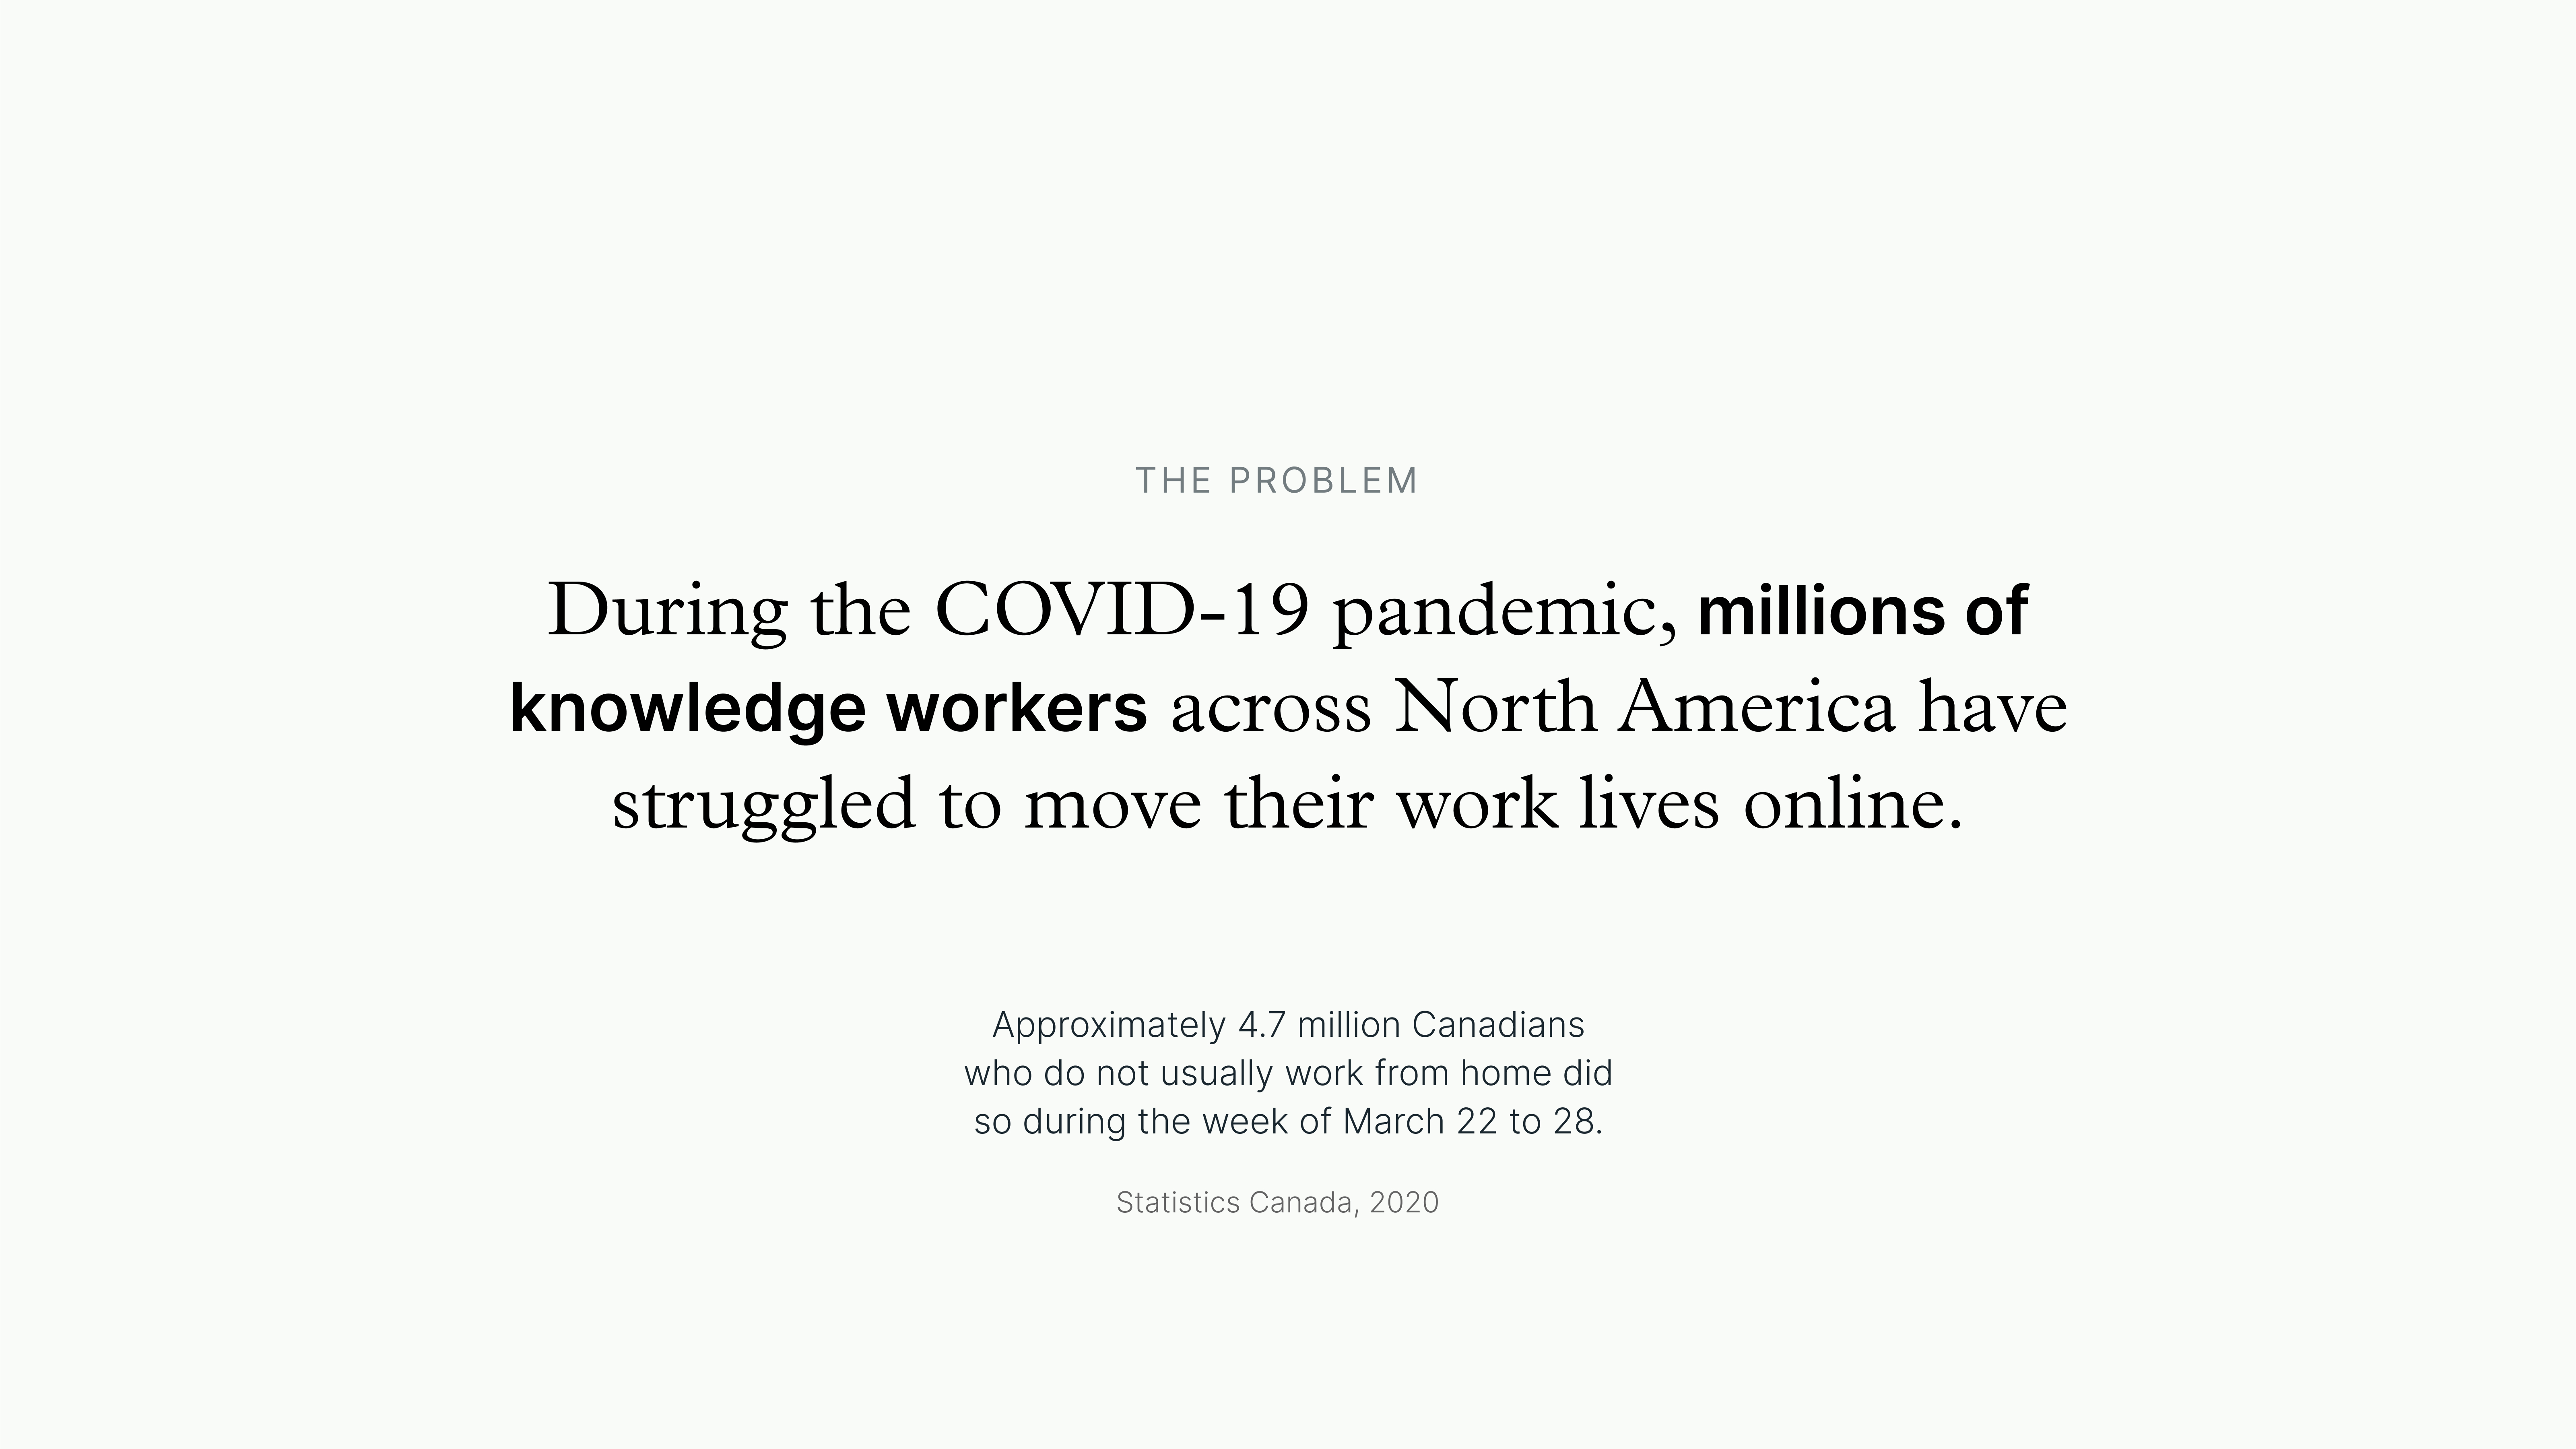 THE PROBLEM
During the COVID-19 pandemic, millions of
knowledge workers across North America have
struggled to move their work lives online.
Approximately 4.7 million Canadians
who do not usually work from home did
so during the week of March 22 to 28.
Statistics Canada, 2020